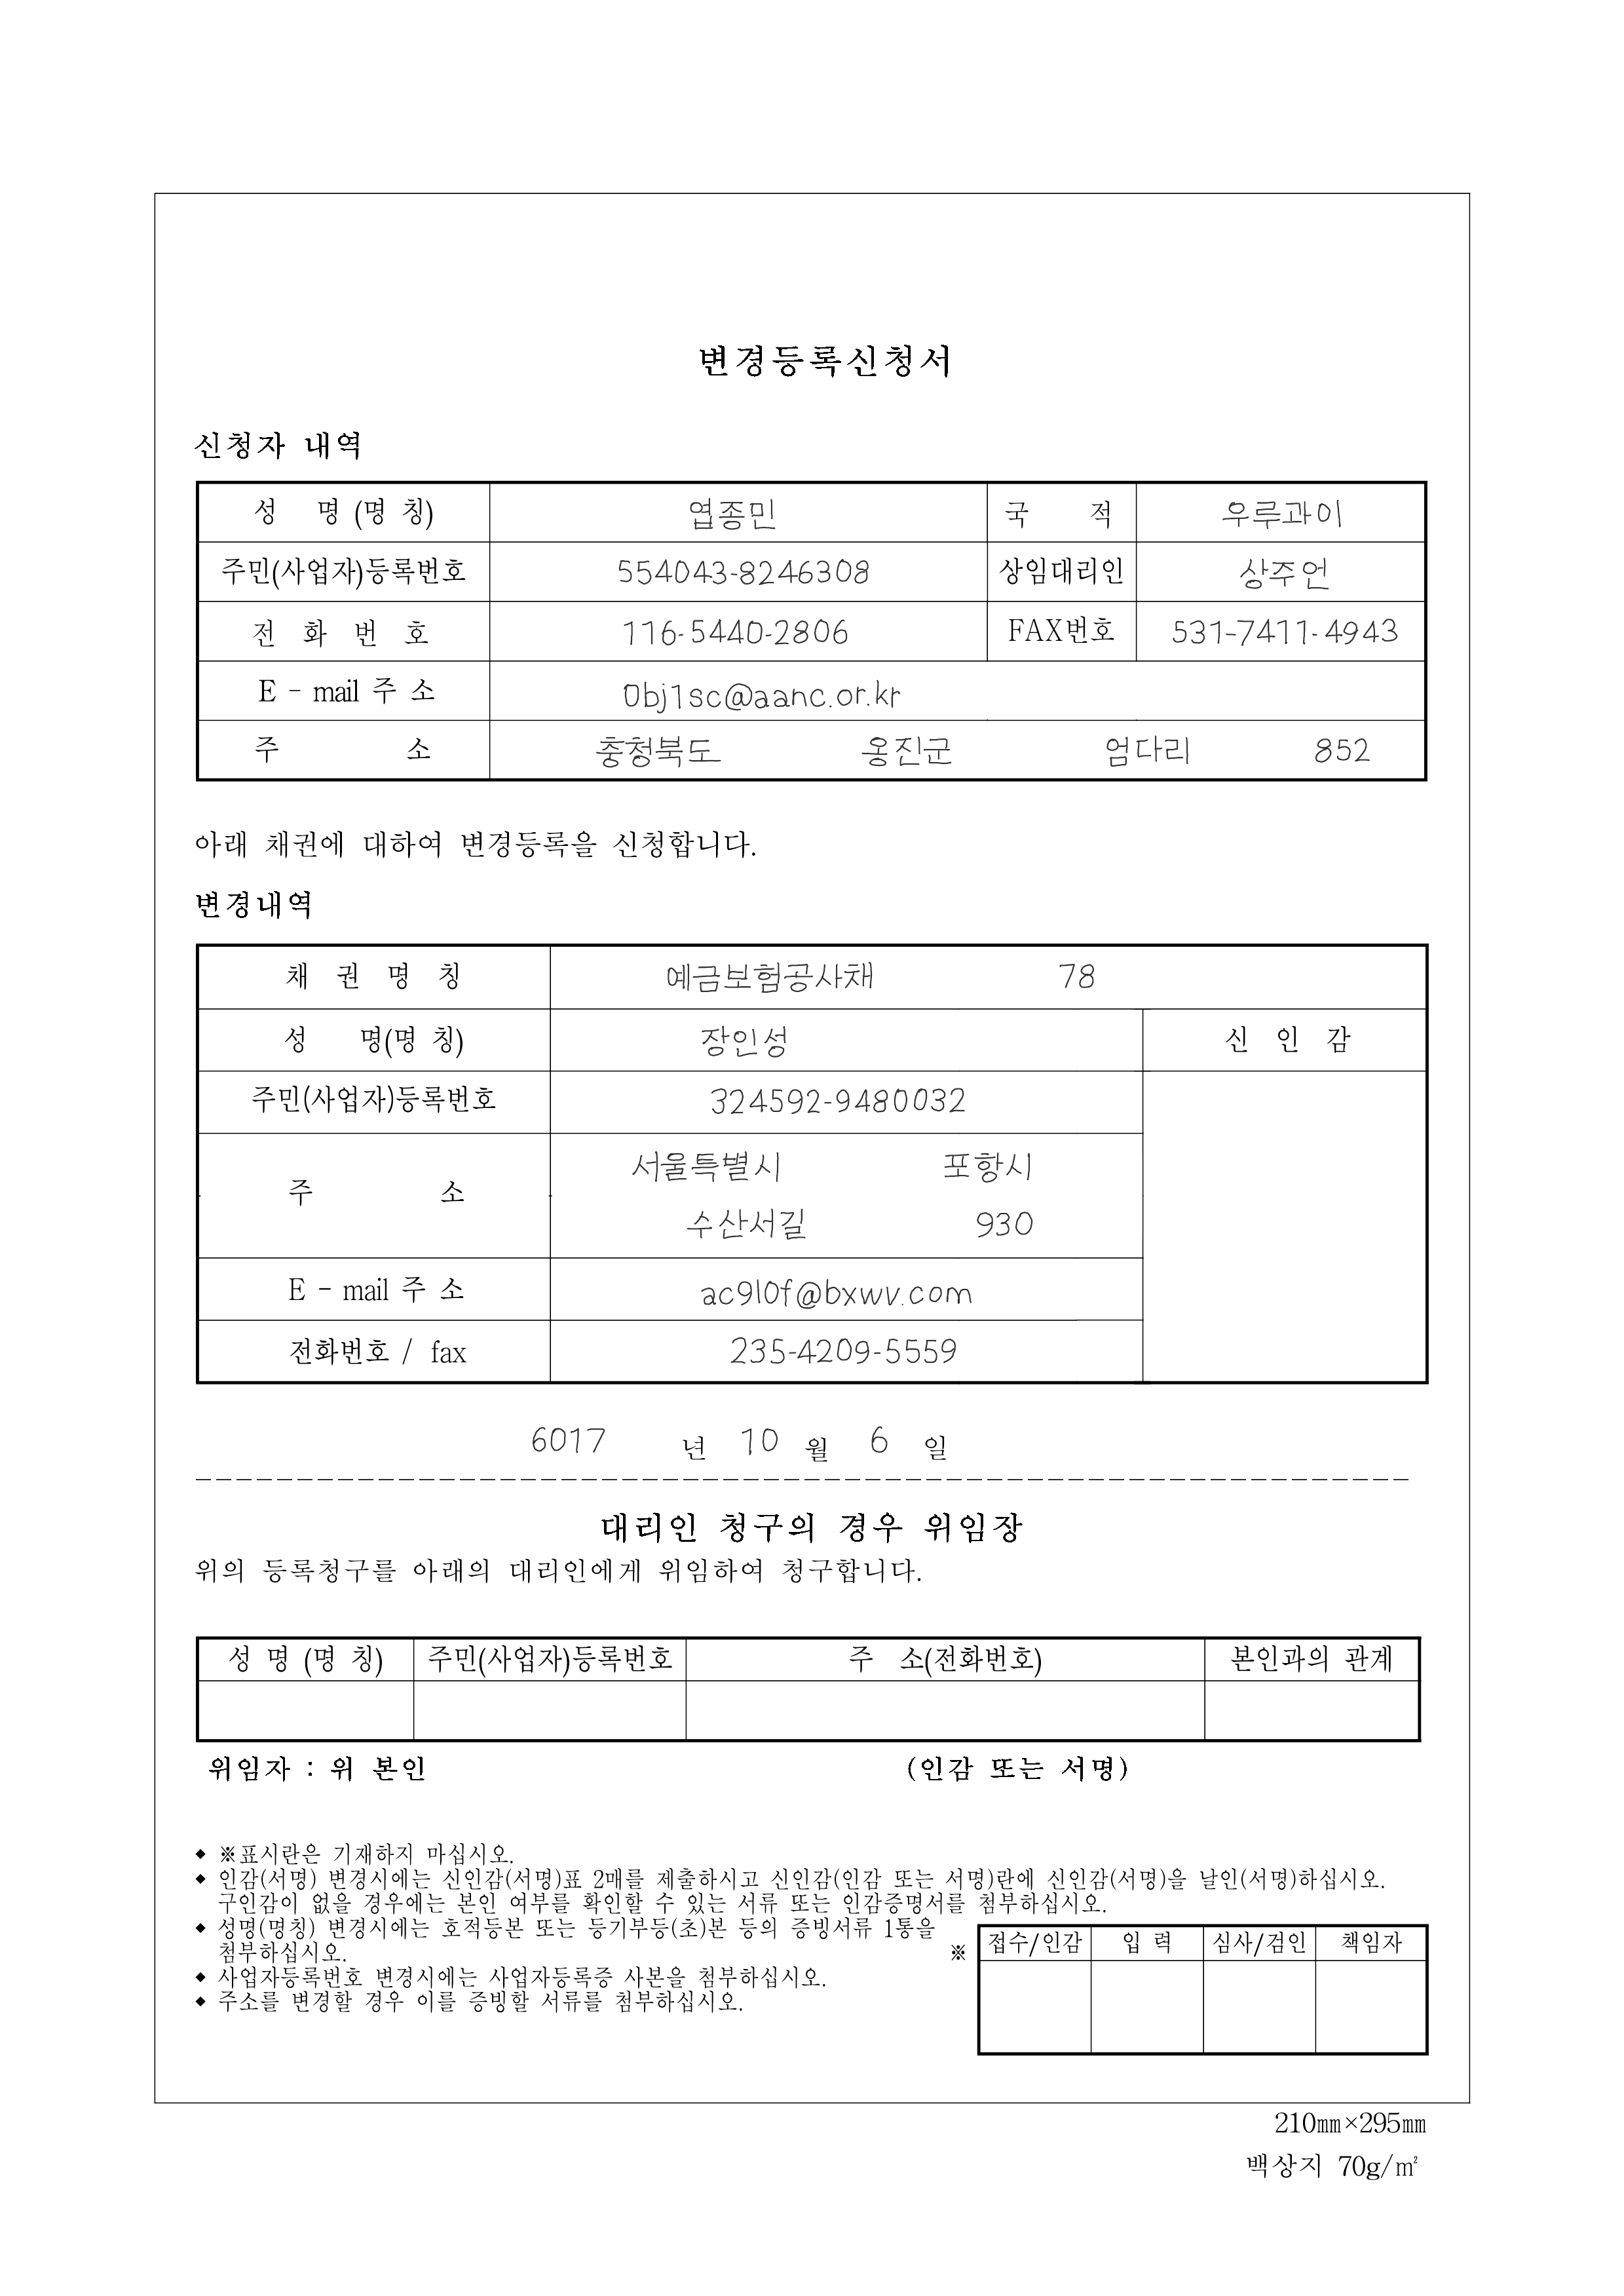 변경등록신청서
신청자 내역
성 명 (명 칭) 엽종민 국 적 우루과이
주민(사업자)등록번호 554043-8246308 상임대리인 상주언
전 화 번 호 116-5440-2806 FAX번호 531-7411-4943
E - mail 주 소 0bj1sc@aanc.or.kr
주 소 충청북도 옹진군 엄다리 852
아래 채권에 대하여 변경등록을 신청합니다.
변경내역
채 권 명 칭 예금보험공사채 78
성 명(명 칭) 장인성 신 인 감
주민(사업자)등록번호 324592-9480032
주 소 서울특별시 포항시
수산서길 930
E - mail 주 소 ac9l0f@bxwv.com
전화번호 / fax 235-4209-5559
6017 년 10 월 6 일
대리인 청구의 경우 위임장
위의 등록청구를 아래의 대리인에게 위임하여 청구합니다.
성 명 (명 칭) 주민(사업자)등록번호 주 소(전화번호) 본인과의 관계
위임자 : 위 본인 (인감 또는 서명)
◆ ※표시란은 기재하지 마십시오.
◆ 인감(서명) 변경시에는 신인감(서명)표 2매를 제출하시고 신인감(인감 또는 서명)란에 신인감(서명)을 날인(서명)하십시오.
구인감이 없을 경우에는 본인 여부를 확인할 수 있는 서류 또는 인감증명서를 첨부하십시오.
◆ 성명(명칭) 변경시에는 호적등본 또는 등기부등(초)본 등의 증빙서류 1통을
첨부하십시오.
◆ 사업자등록번호 변경시에는 사업자등록증 사본을 첨부하십시오.
◆ 주소를 변경할 경우 이를 증빙할 서류를 첨부하십시오.
※ 접수/인감 입 력 심사/검인 책임자
210㎜×295㎜
백상지 70g/㎡